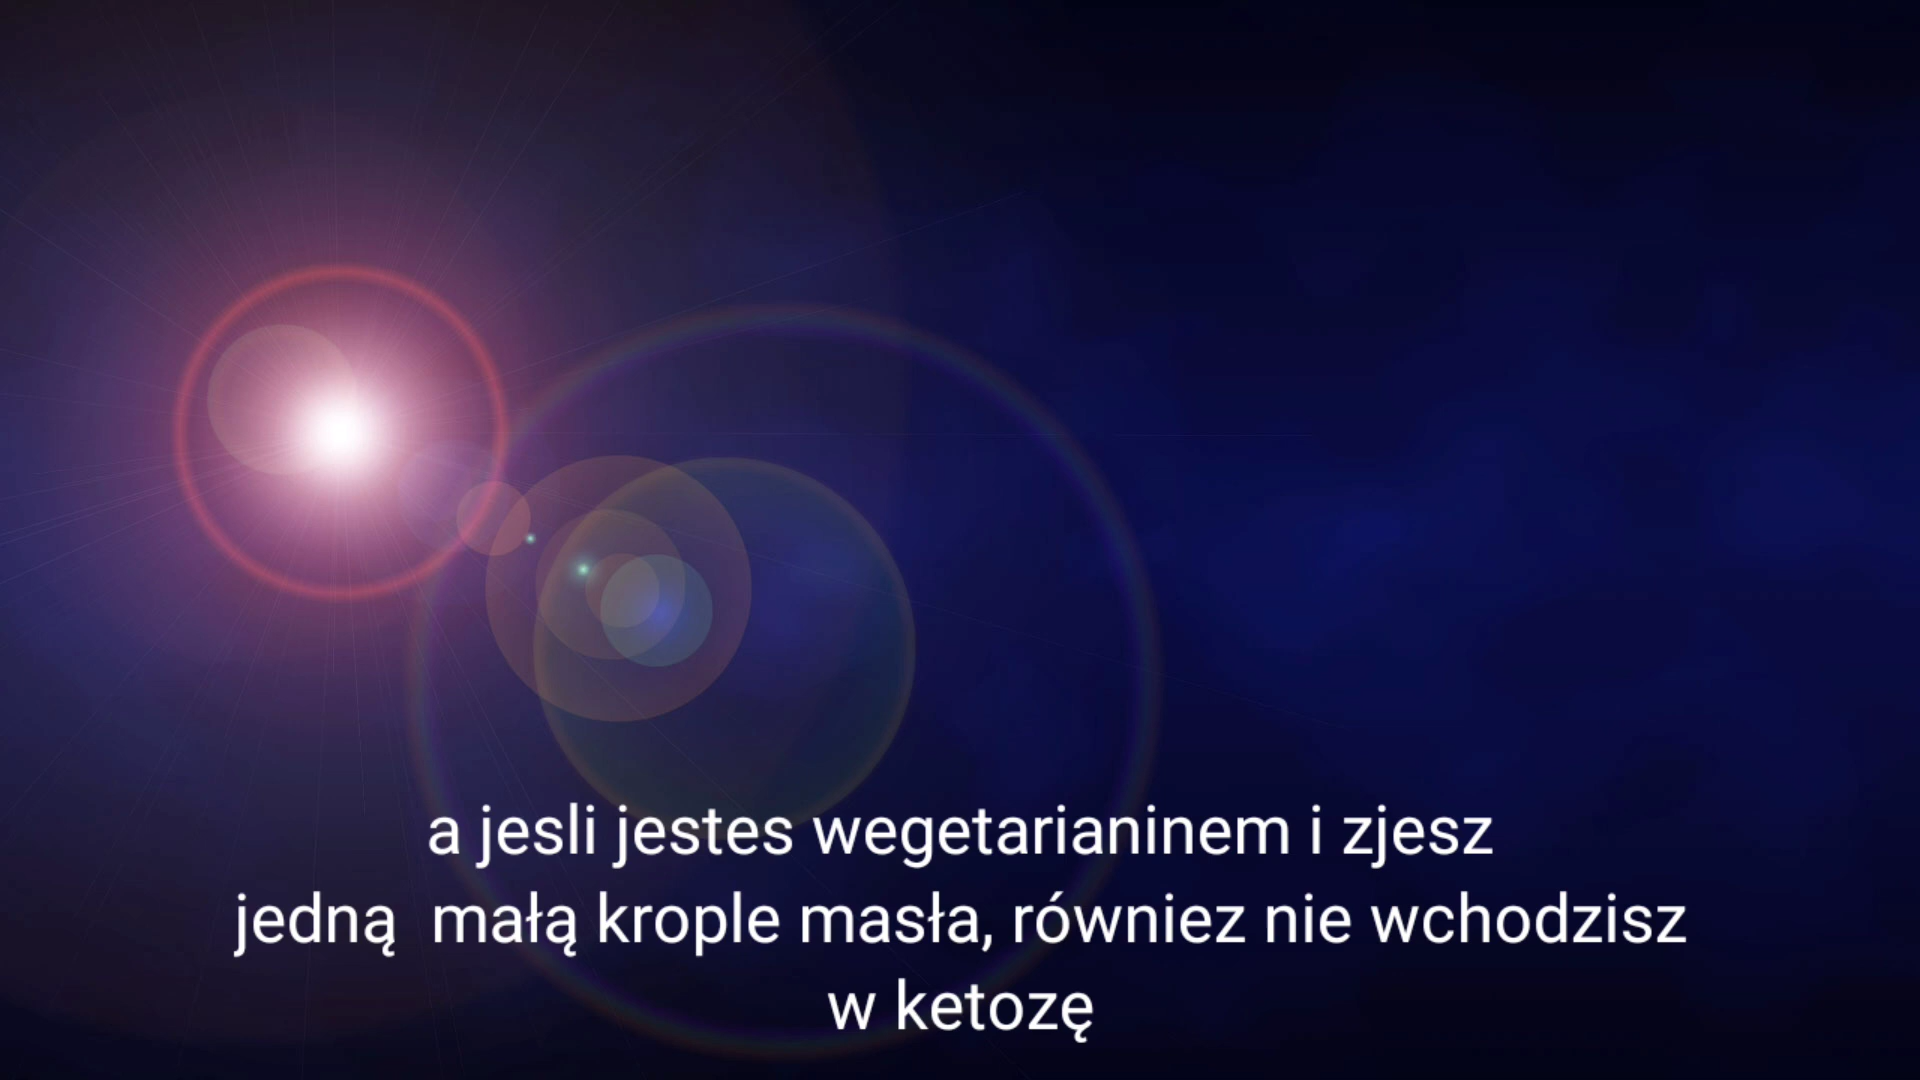 a jesli jestes wegetarianinem i zjesz
jedną  małą krople masła, równiez nie wchodzisz
w ketozę